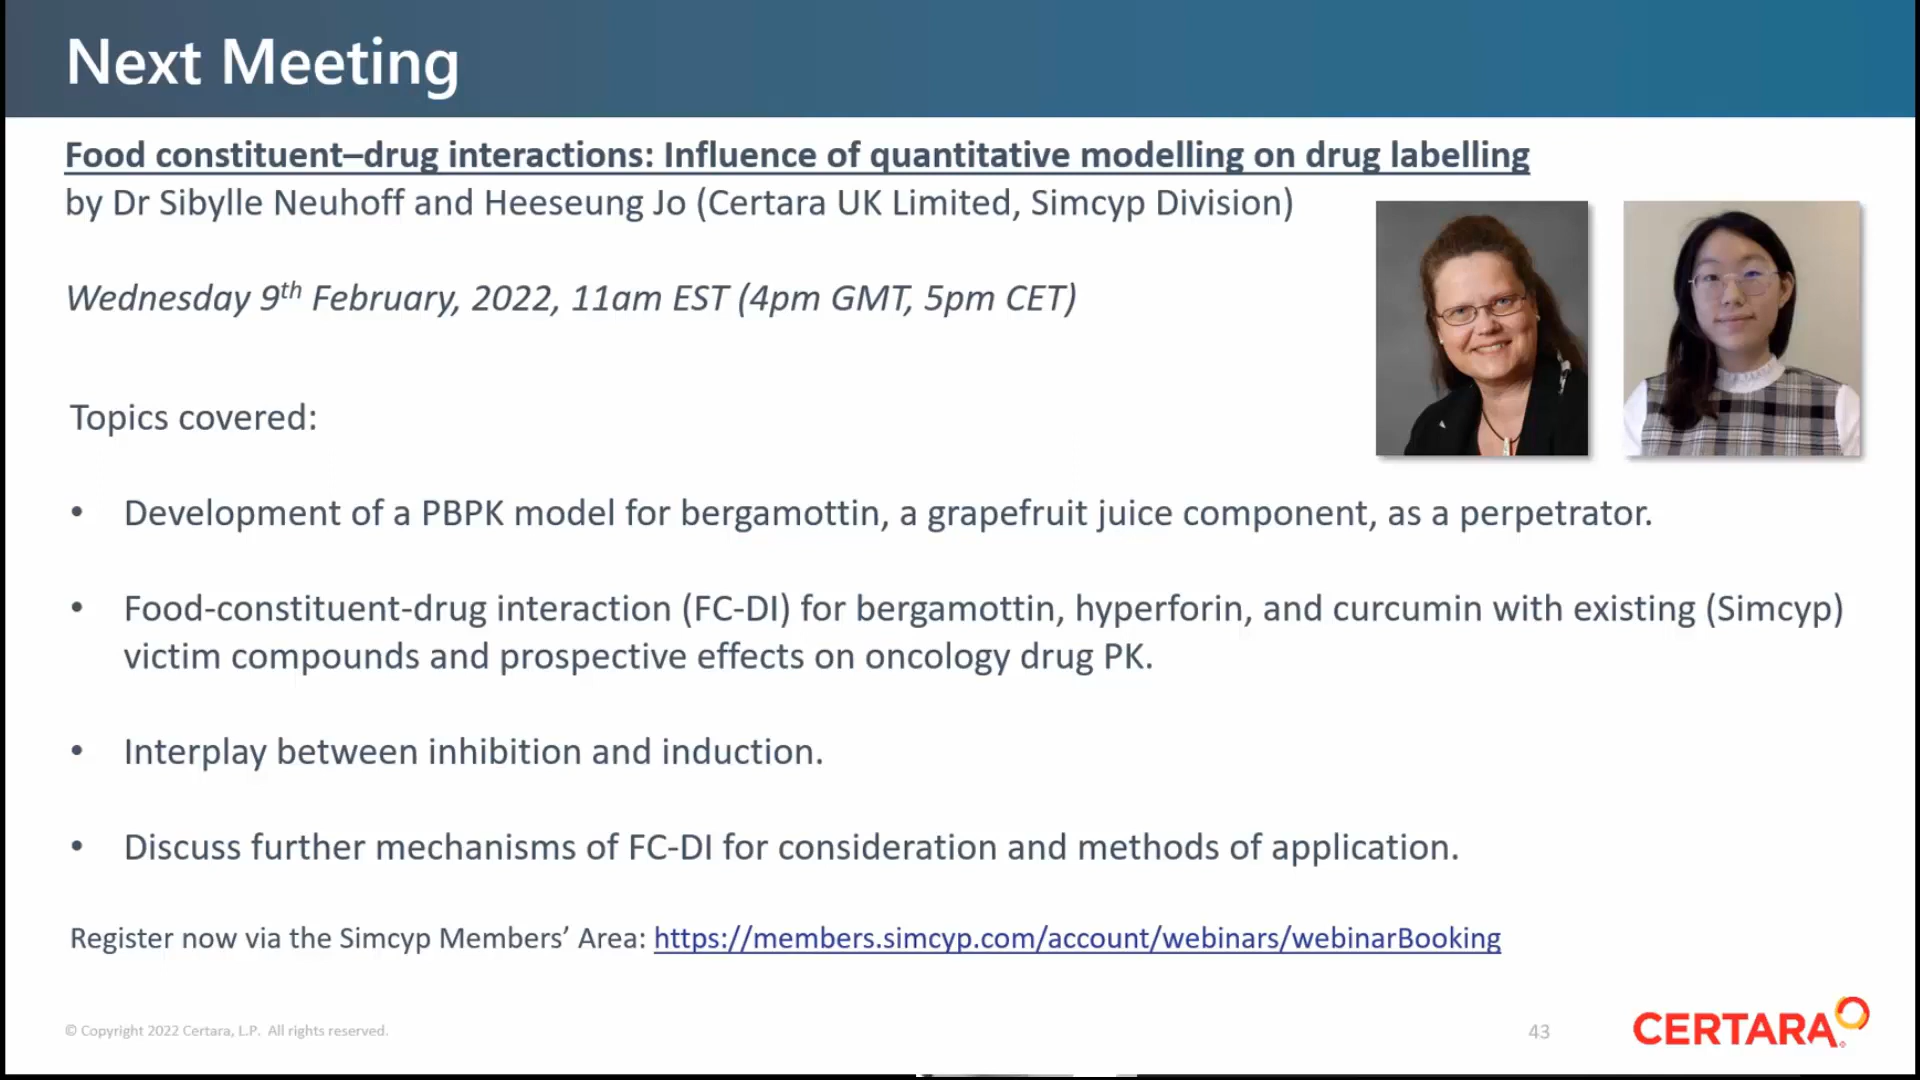 Next Meeting
Food constituent–drug interactions: Influence of quantitative modelling on drug labelling
by Dr Sibylle Neuhoff and Heeseung Jo (Certara UK Limited, Simcyp Division)
Wednesday 9th February, 2022, 11am EST (4pm GMT, 5pm CET)
Topics covered:
• Development of a PBPK model for bergamottin, a grapefruit juice component, as a perpetrator.
• Food-constituent-drug interaction (FC-DI) for bergamottin, hyperforin, and curcumin with existing (Simcyp)
victim compounds and prospective effects on oncology drug PK.
• Interplay between inhibition and induction.
• Discuss further mechanisms of FC-DI for consideration and methods of application.
Register now via the Simcyp Members’ Area: https://members.simcyp.com/account/webinars/webinarBooking
© Copyright 2022 Certara, L.P. All rights reserved.
43
CERTARA